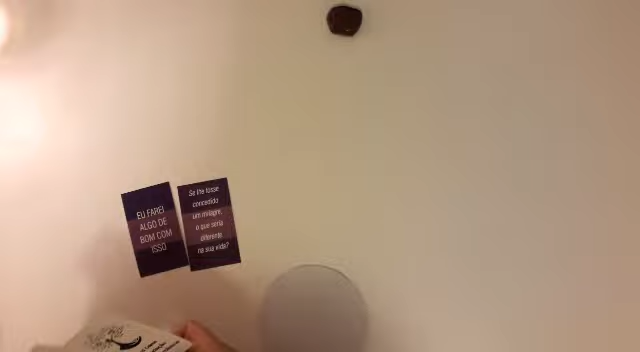 EU FAREI
ALGO DE
BOM COM
ISSO
Se lhe fosse
concedido
um milagre,
o que seria
diferente
na sua vida?